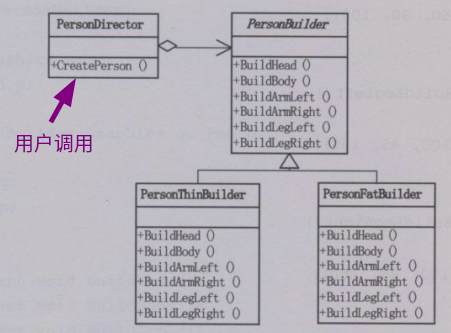 PersonDirector
+CreatePerson ()
用户调用
PersonBuilder
+BuildHead ()
+BuildBody ()
+BuildArmLeft ()
+BuildArmRight ()
+BuildLegLeft ()
+BuildLegRight ()
PersonThinBuilder
+BuildHead ()
+BuildBody ()
+BuildArmLeft ()
+BuildArmRight ()
+BuildLegLeft ()
+BuildLegRight ()
PersonFatBuilder
+BuildHead ()
+BuildBody ()
+BuildArmLeft ()
+BuildArmRight ()
+BuildLegLeft ()
+BuildLegRight ()